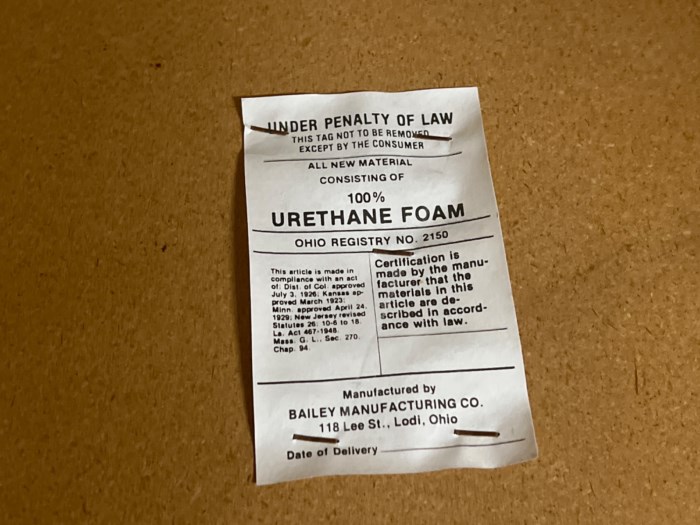 UNDER PENALTY OF LAW
THIS TAG NOT TO BE REMOVED
EXCEPT BY THE CONSUMER
ALL NEW MATERIAL
CONSISTING OF
100%
URETHANE FOAM
OHIO REGISTRY NO. 2150
This article is made in
compliance with an act
of: Dist. of Col. approved
July 3, 1926: Kansas ap-
proved March 1923:
Minn. approved April 24,
1929: New Jersey revised
Statutes 26: 10-6 to 18.
La. Act 467-1948.
Mass. G. L.. Sec. 270,
Chap. 94.
Certification is
made by the manu-
facturer that the
materials in this
article are de-
scribed in accord-
ance with law.
Manufactured by
BAILEY MANUFACTURING CO.
118 Lee St., Lodi, Ohio
Date of Delivery